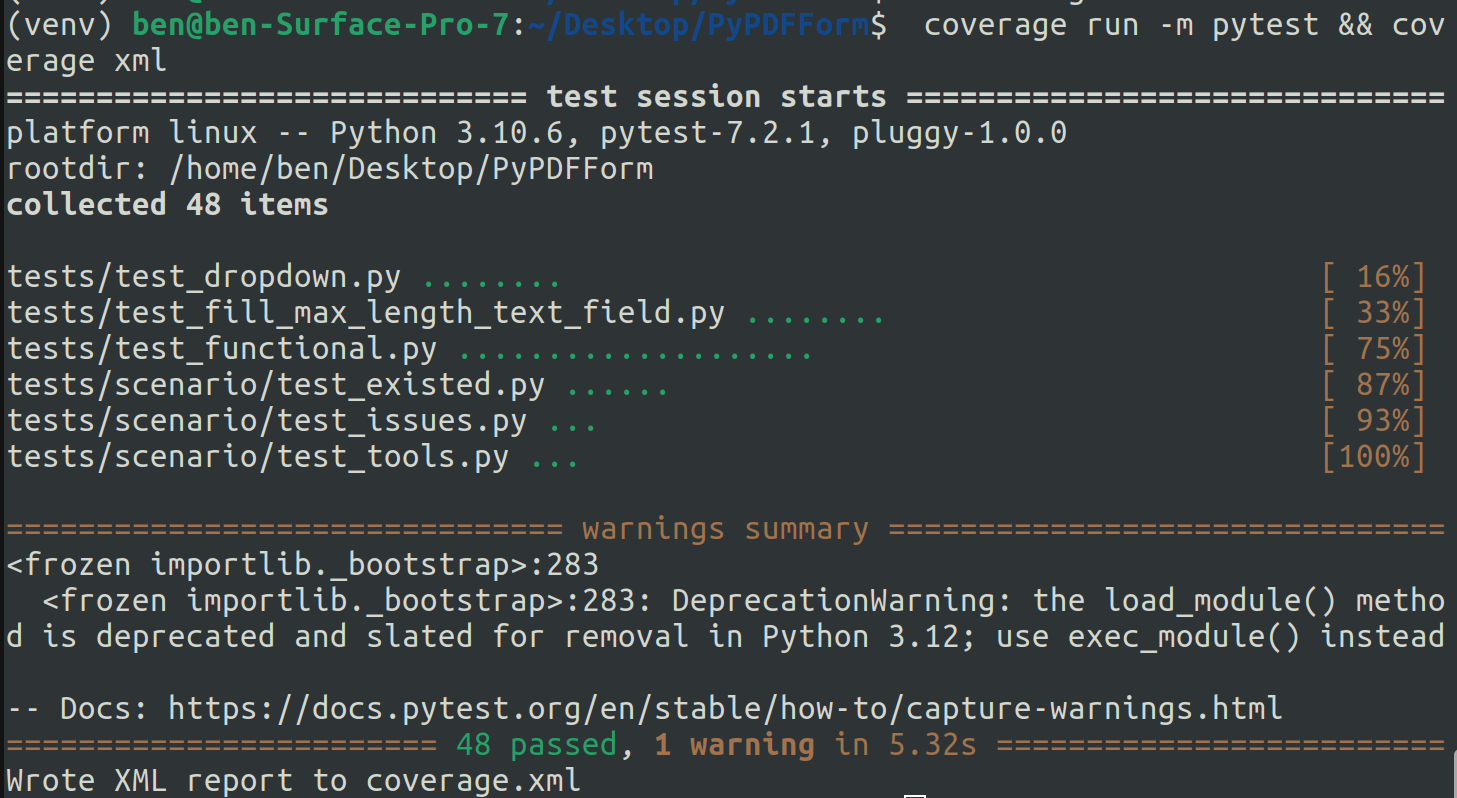 (venv) ben@ben-Surface-Pro-7:~/Desktop/PyPDFForm$  coverage run -m pytest && cov
erage xml
============================= test session starts ==============================
platform linux -- Python 3.10.6, pytest-7.2.1, pluggy-1.0.0
rootdir: /home/ben/Desktop/PyPDFForm
collected 48 items

tests/test_dropdown.py ........                                          [ 16%]
tests/test_fill_max_length_text_field.py ........                        [ 33%]
tests/test_functional.py ....................                            [ 75%]
tests/scenario/test_existed.py ......                                    [ 87%]
tests/scenario/test_issues.py ...                                        [ 93%]
tests/scenario/test_tools.py ...                                         [100%]

=============================== warnings summary ===============================
<frozen importlib._bootstrap>:283
  <frozen importlib._bootstrap>:283: DeprecationWarning: the load_module() metho
d is deprecated and slated for removal in Python 3.12; use exec_module() instead

-- Docs: https://docs.pytest.org/en/stable/how-to/capture-warnings.html
======================== 48 passed, 1 warning in 5.32s =========================
Wrote XML report to coverage.xml